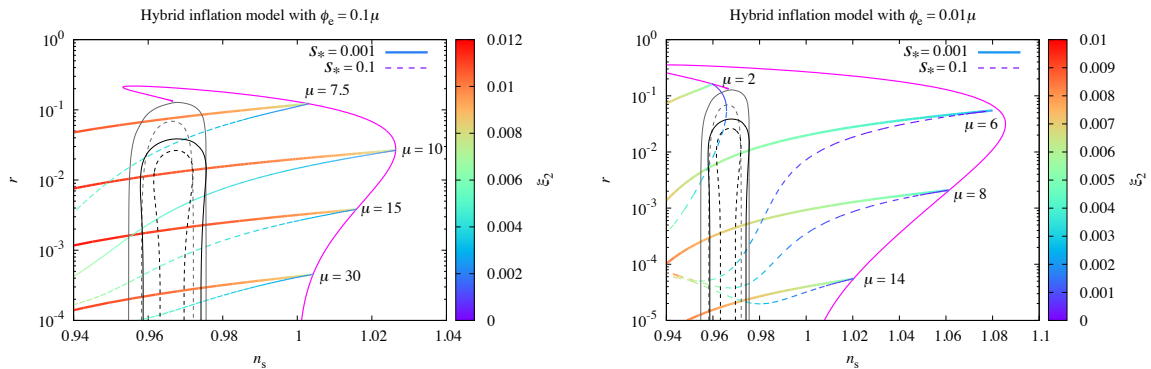 Hybrid inflation model with ϕe = 0.1μ
10⁰
10⁻¹
10⁻²
10⁻³
10⁻⁴
r
0.94
0.96
0.98
1
1.02
1.04
ns
S* = 0.001
S* = 0.1
μ = 7.5
μ = 10
μ = 15
μ = 30
0.012
0.01
0.008
0.006
0.004
0.002
0
ξ2
Hybrid inflation model with ϕe = 0.01μ
10⁰
10⁻¹
10⁻²
10⁻³
10⁻⁴
10⁻⁵
r
0.94
0.96
0.98
1
1.02
1.04
1.06
1.08
1.1
ns
S* = 0.001
S* = 0.1
μ = 2
μ = 6
μ = 8
μ = 14
0.01
0.009
0.008
0.007
0.006
0.005
0.004
0.003
0.002
0.001
0
ξ2